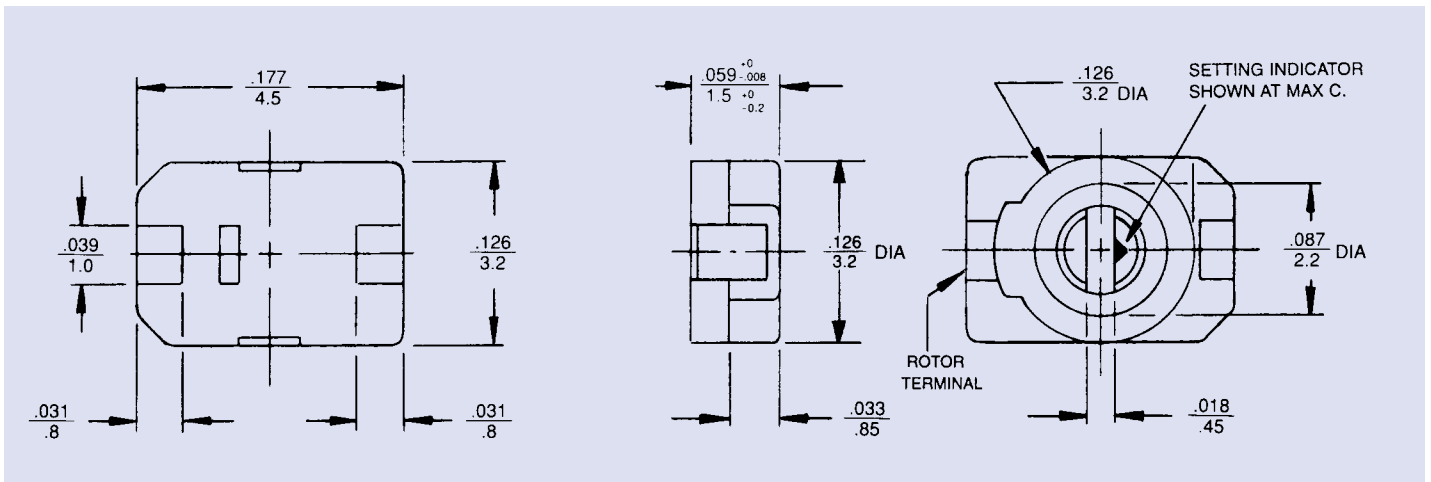 .177
4.5
.039
1.0
.126
3.2
.031
.8
.031
.8
.059 +0 -.008
1.5 +0 -0.2
.126
3.2 DIA
.033
.85
.126
3.2 DIA
SETTING INDICATOR
SHOWN AT MAX C.
.087
2.2 DIA
ROTOR
TERMINAL
.018
.45